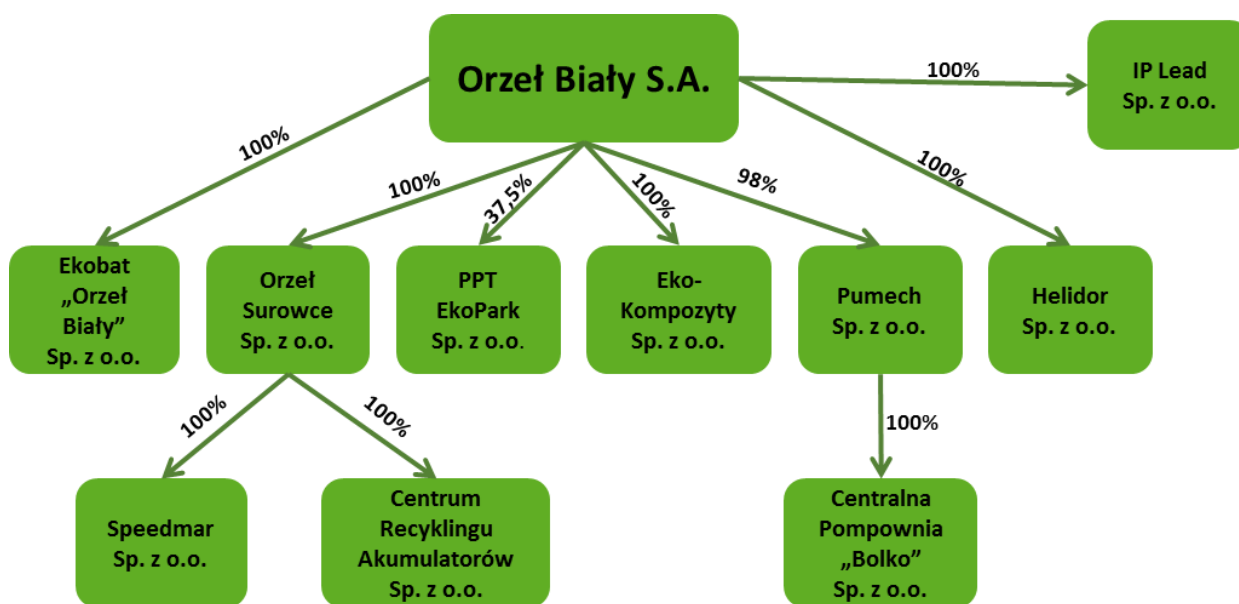 Orzeł Biały S.A.
100%
IP Lead
Sp. z o.o.
100%
100%
37,5%
100%
98%
100%
Ekobat
„Orzeł
Biały”
Sp. z o.o.
Orzeł
Surowce
Sp. z o.o.
PPT
EkoPark
Sp. z o.o.
Eko-
Kompozyty
Sp. z o.o.
Pumech
Sp. z o.o.
Helidor
Sp. z o.o.
100%
100%
100%
Speedmar
Sp. z o.o.
Centrum
Recyklingu
Akumulatorów
Sp. z o.o.
Centralna
Pompownia
„Bolko”
Sp. z o.o.